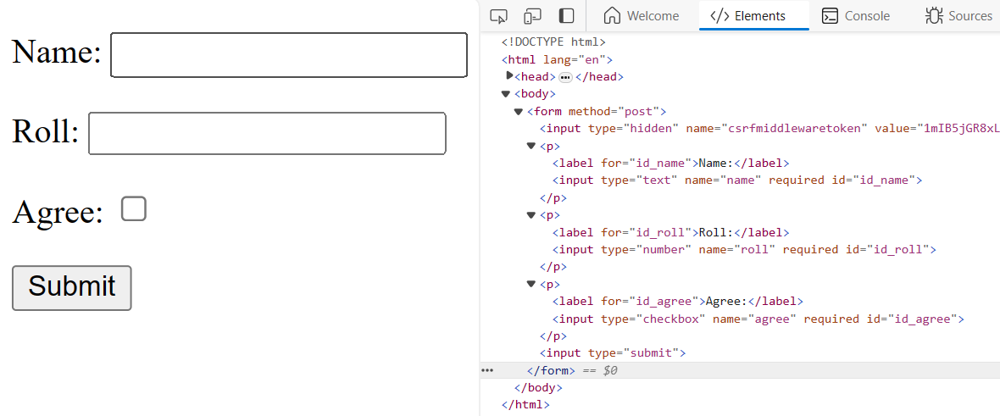 Name:
Roll:
Agree:
Submit
Welcome
</> Elements
Console
Sources
<!DOCTYPE html>
<html lang="en">
<head> ••• </head>
<body>
<form method="post">
<input type="hidden" name="csrfmiddlewaretoken" value="1mIB5jGR8xL
<p>
<label for="id_name">Name:</label>
<input type="text" name="name" required id="id_name">
</p>
<p>
<label for="id_roll">Roll:</label>
<input type="number" name="roll" required id="id_roll">
</p>
<p>
<label for="id_agree">Agree:</label>
<input type="checkbox" name="agree" required id="id_agree">
</p>
<input type="submit">
••• </form> == $0
</body>
</html>